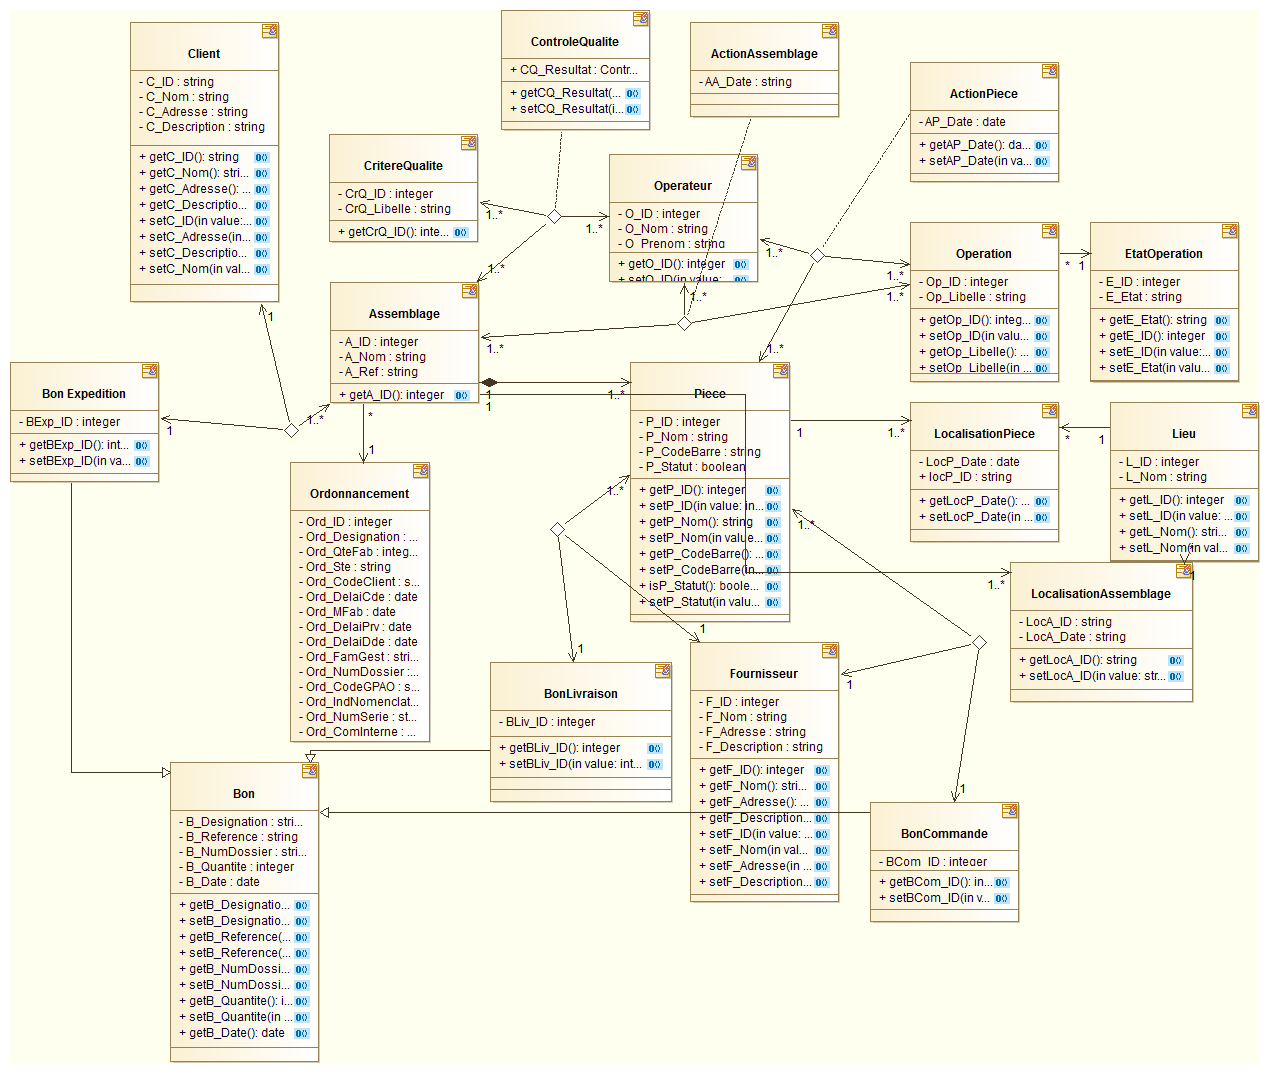 Client
- C_ID : string
- C_Nom : string
- C_Adresse : string
- C_Description : string
+ getC_ID(): string
+ getC_Nom(): stri...
+ getC_Adresse(): ...
+ getC_Descriptio...
+ setC_ID(in value:...
+ setC_Adresse(in...
+ setC_Descriptio...
+ setC_Nom(in val...
ControleQualite
+ CQ_Resultat : Contr...
+ getCQ_Resultat(...
+ setCQ_Resultat(i...
ActionAssemblage
- AA_Date : string
ActionPiece
- AP_Date : date
+ getAP_Date(): da...
+ setAP_Date(in va...
CritereQualite
- CrQ_ID : integer
- CrQ_Libelle : string
+ getCrQ_ID(): inte...
Operateur
- O_ID : integer
- O_Nom : string
- O_Prenom : string
+ getO_ID(): integer
+ setO_ID(in value:
Operation
- Op_ID : integer
- Op_Libelle : string
+ getOp_ID(): integ...
+ setOp_ID(in valu...
+ getOp_Libelle(): ...
+ setOp_Libelle(in ...
EtatOperation
- E_ID : integer
- E_Etat : string
+ getE_Etat(): string
+ getE_ID(): integer
+ setE_ID(in value:...
+ setE_Etat(in valu...
1..*
1..*
1..*
1..*
1..*
1..*
1..*
1..*
1..*
* 1
1
Assemblage
- A_ID : integer
- A_Nom : string
- A_Ref : string
+ getA_ID(): integer
Bon Expedition
- BExp_ID : integer
+ getBExp_ID(): int...
+ setBExp_ID(in va...
1
1..*
*
1
1
1
1..*
Piece
- P_ID : integer
- P_Nom : string
- P_CodeBarre : string
- P_Statut : boolean
+ getP_ID(): integer
+ setP_ID(in value: in...
+ getP_Nom(): string
+ setP_Nom(in value...
+ getP_CodeBarre(): ...
+ setP_CodeBarre(in...
+ isP_Statut(): boole...
+ setP_Statut(in valu...
1
1..*
LocalisationPiece
- LocP_Date : date
+ locP_ID : string
+ getLocP_Date(): ...
+ setLocP_Date(in ...
*
1
Lieu
- L_ID : integer
- L_Nom : string
+ getL_ID(): integer
+ setL_ID(in value: ...
+ getL_Nom(): stri...
+ setL_Nom(in val...
1
1..*
1..*
1..*
LocalisationAssemblage
- LocA_ID : string
- LocA_Date : string
+ getLocA_ID(): string
+ setLocA_ID(in value: str...
Ordonnancement
- Ord_ID : integer
- Ord_Designation : ...
- Ord_QteFab : integ...
- Ord_Ste : string
- Ord_CodeClient : s...
- Ord_DelaiCde : date
- Ord_MFab : date
- Ord_DelaiPrv : date
- Ord_DelaiDde : date
- Ord_FamGest : stri...
- Ord_NumDossier :...
- Ord_CodeGPAO : s...
- Ord_IndNomenclat...
- Ord_NumSerie : st...
- Ord_ComInterne : ...
1
1
1
1
BonLivraison
- BLiv_ID : integer
+ getBLiv_ID(): integer
+ setBLiv_ID(in value: int...
Fournisseur
- F_ID : integer
- F_Nom : string
- F_Adresse : string
- F_Description : string
+ getF_ID(): integer
+ getF_Nom(): stri...
+ getF_Adresse(): ...
+ getF_Description...
+ setF_ID(in value: ...
+ setF_Nom(in val...
+ setF_Adresse(in ...
+ setF_Description...
Bon
- B_Designation : stri...
- B_Reference : string
- B_NumDossier : stri...
- B_Quantite : integer
- B_Date : date
+ getB_Designatio...
+ setB_Designatio...
+ getB_Reference(...
+ setB_Reference(...
+ getB_NumDossi...
+ setB_NumDossi...
+ getB_Quantite(): i...
+ setB_Quantite(in ...
+ getB_Date(): date
BonCommande
- BCom_ID : integer
+ getBCom_ID(): in...
+ setBCom_ID(in v...